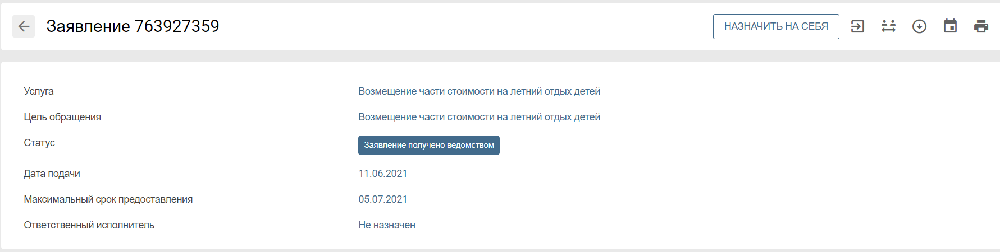 Заявление 763927359
НАЗНАЧИТЬ НА СЕБЯ
Услуга
Возмещение части стоимости на летний отдых детей
Цель обращения
Возмещение части стоимости на летний отдых детей
Статус
Заявление получено ведомством
Дата подачи
11.06.2021
Максимальный срок предоставления
05.07.2021
Ответственный исполнитель
Не назначен